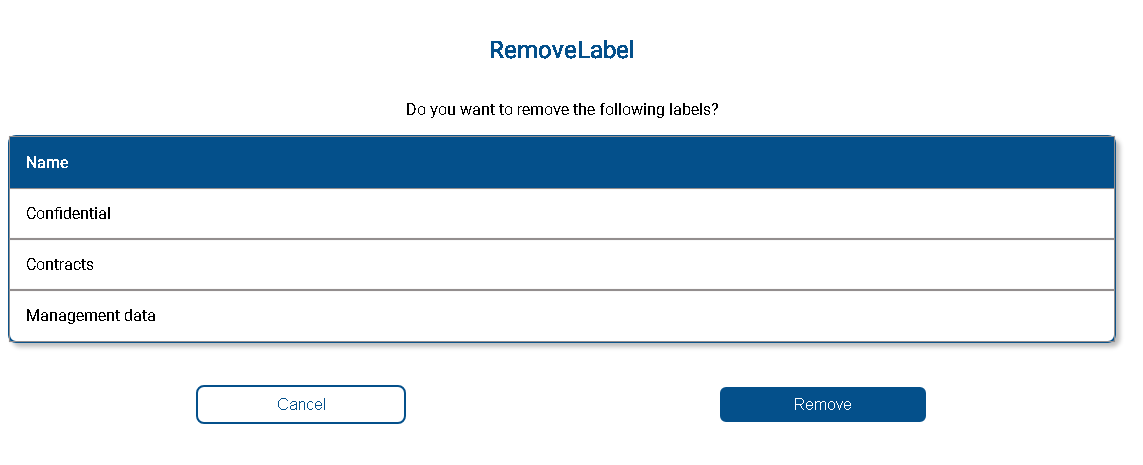 RemoveLabel
Do you want to remove the following labels?
Name
Confidential
Contracts
Management data
Cancel
Remove